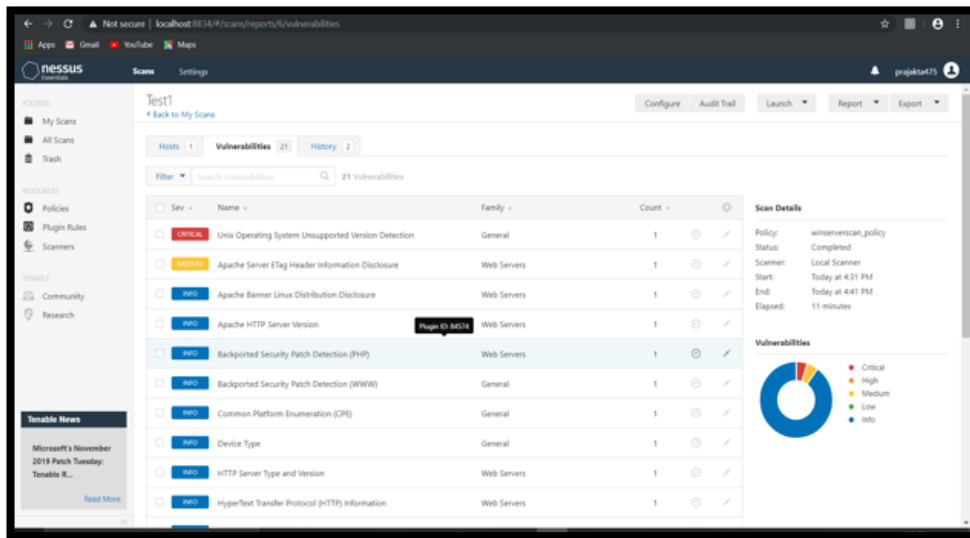 Not secure | localhost:8834/#/scans/reports/6/vulnerabilities
Apps Gmail YouTube Maps
nessus
Essentials
Scans Settings
prajakta475
FOLDERS
My Scans
All Scans
Trash
RESOURCES
Policies
Plugin Rules
Scanners
TENABLE
Community
Research
Tenable News
Microsoft's November
2019 Patch Tuesday:
Tenable R...
Read More
Test1
Back to My Scans
Configure Audit Trail Launch Report Export
Hosts 1 Vulnerabilities 21 History 2
Filter Search Vulnerabilities 21 Vulnerabilities
Sev Name Family Count
CRITICAL Unix Operating System Unsupported Version Detection General 1
MEDIUM Apache Server ETag Header Information Disclosure Web Servers 1
INFO Apache Banner Linux Distribution Disclosure Web Servers 1
INFO Apache HTTP Server Version Web Servers 1
Plugin ID: 84574
INFO Backported Security Patch Detection (PHP) Web Servers 1
INFO Backported Security Patch Detection (WWW) General 1
INFO Common Platform Enumeration (CPE) General 1
INFO Device Type General 1
INFO HTTP Server Type and Version Web Servers 1
INFO HyperText Transfer Protocol (HTTP) Information Web Servers 1
Scan Details
Policy: winserverscan_policy
Status: Completed
Scanner: Local Scanner
Start: Today at 4:31 PM
End: Today at 4:41 PM
Elapsed: 11 minutes
Vulnerabilities
Critical
High
Medium
Low
Info